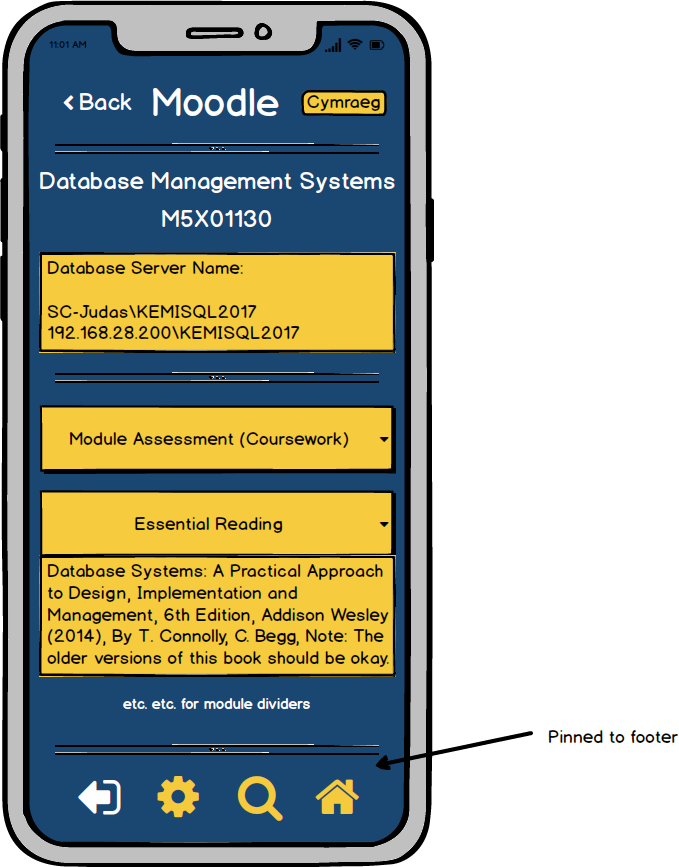 11:01 AM
Back Moodle Cymraeg
Database Management Systems
M5X01130
Database Server Name:
SC-Judas\KEMISQL2017
192.168.28.200\KEMISQL2017
Module Assessment (Coursework)
Essential Reading
Database Systems: A Practical Approach
to Design, Implementation and
Management, 6th Edition, Addison Wesley
(2014), By T. Connolly, C. Begg, Note: The
older versions of this book should be okay.
etc. etc. for module dividers
Pinned to footer